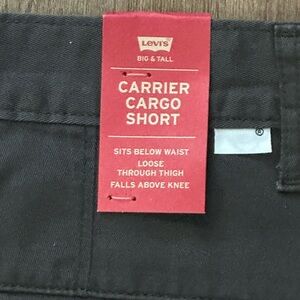 Levi's
BIG & TALL
CARRIER
CARGO
SHORT
SITS BELOW WAIST
LOOSE
THROUGH THIGH
FALLS ABOVE KNEE
®